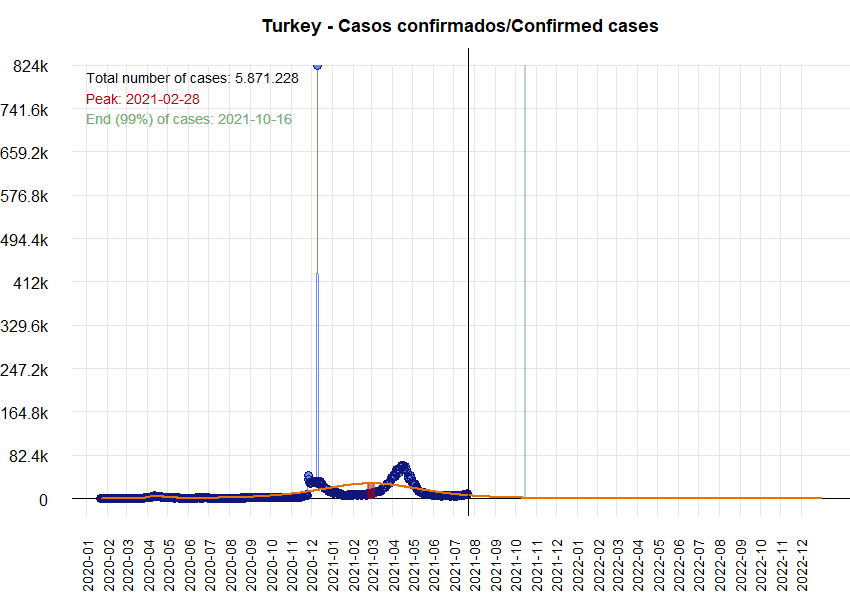 Turkey - Casos confirmados/Confirmed cases
824k
741.6k
659.2k
576.8k
494.4k
412k
329.6k
247.2k
164.8k
82.4k
0
Total number of cases: 5.871.228
Peak: 2021-02-28
End (99%) of cases: 2021-10-16
2020-01
2020-02
2020-03
2020-04
2020-05
2020-06
2020-07
2020-08
2020-09
2020-10
2020-11
2020-12
2021-01
2021-02
2021-03
2021-04
2021-05
2021-06
2021-07
2021-08
2021-09
2021-10
2021-11
2021-12
2022-01
2022-02
2022-03
2022-04
2022-05
2022-06
2022-07
2022-08
2022-09
2022-10
2022-11
2022-12